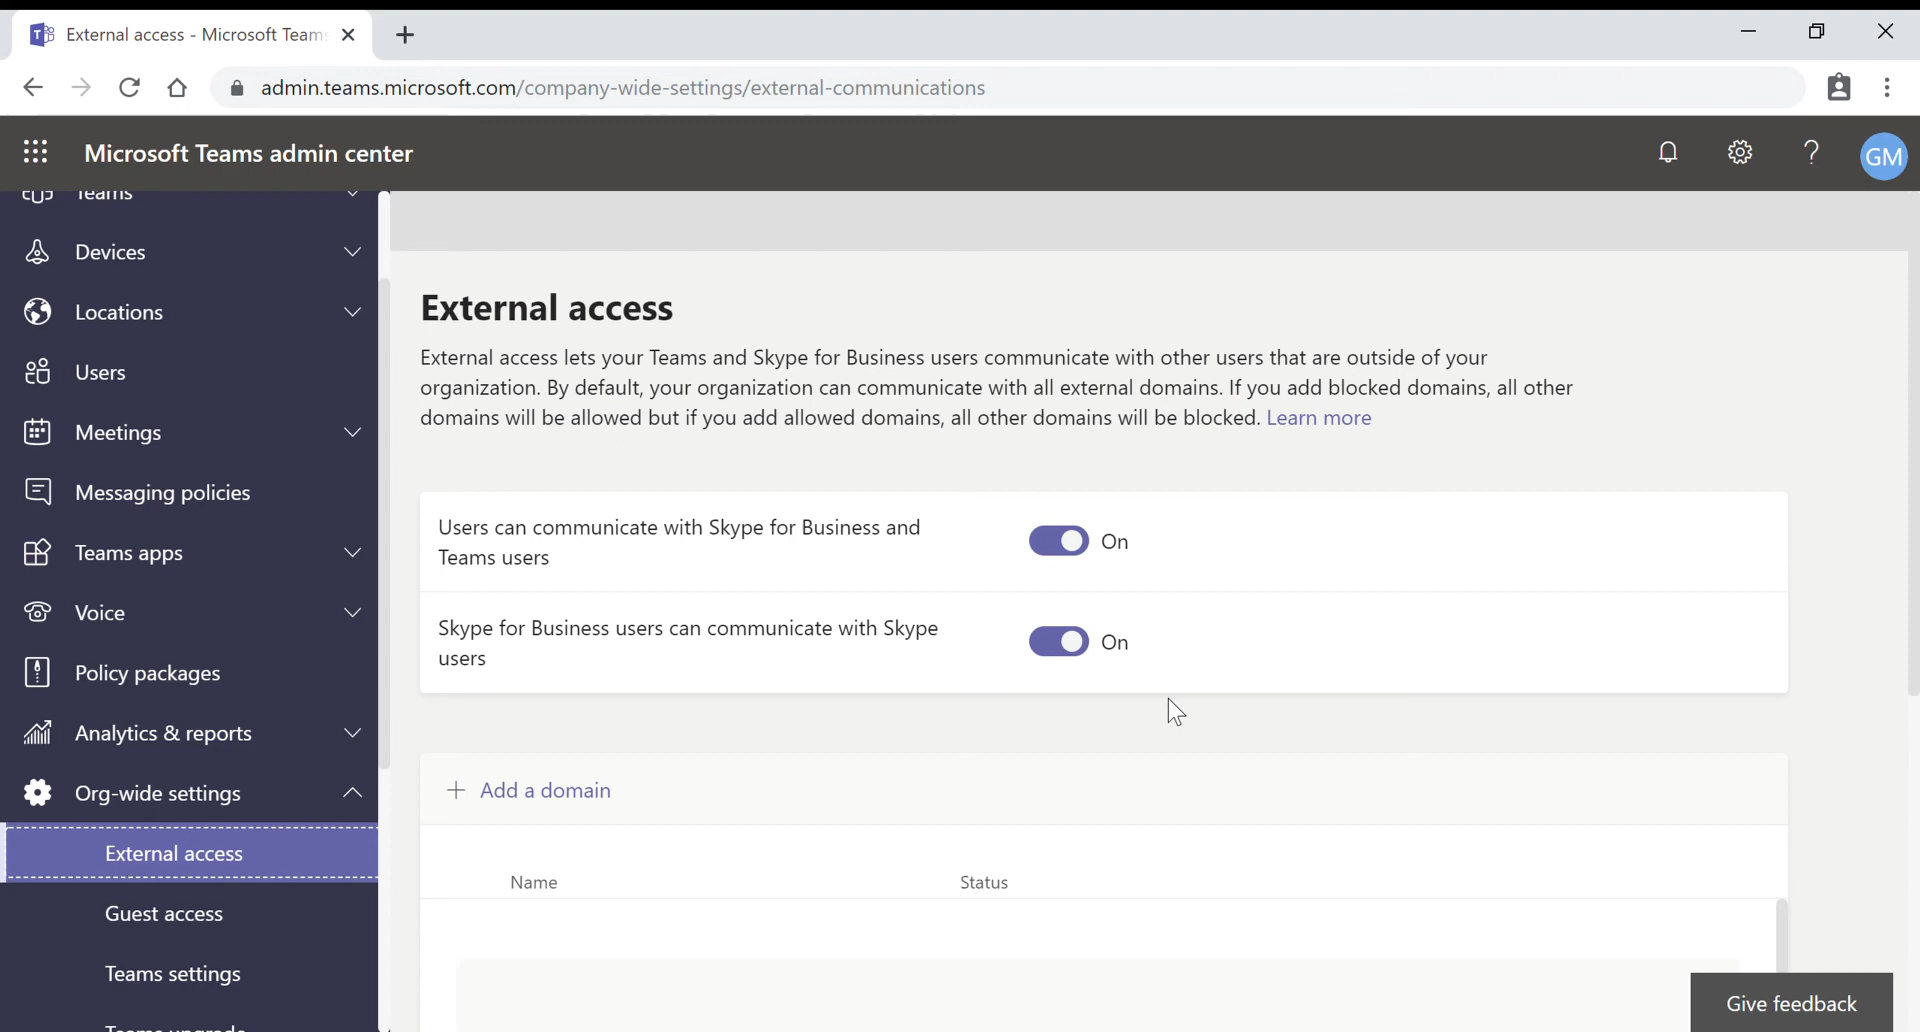 External access - Microsoft Teams
admin.teams.microsoft.com/company-wide-settings/external-communications
Microsoft Teams admin center
GM
Teams
Devices
Locations
Users
Meetings
Messaging policies
Teams apps
Voice
Policy packages
Analytics & reports
Org-wide settings
External access
Guest access
Teams settings
Teams upgrade
External access
External access lets your Teams and Skype for Business users communicate with other users that are outside of your
organization. By default, your organization can communicate with all external domains. If you add blocked domains, all other
domains will be allowed but if you add allowed domains, all other domains will be blocked. Learn more
Users can communicate with Skype for Business and
Teams users
On
Skype for Business users can communicate with Skype
users
On
+ Add a domain
Name Status
Give feedback